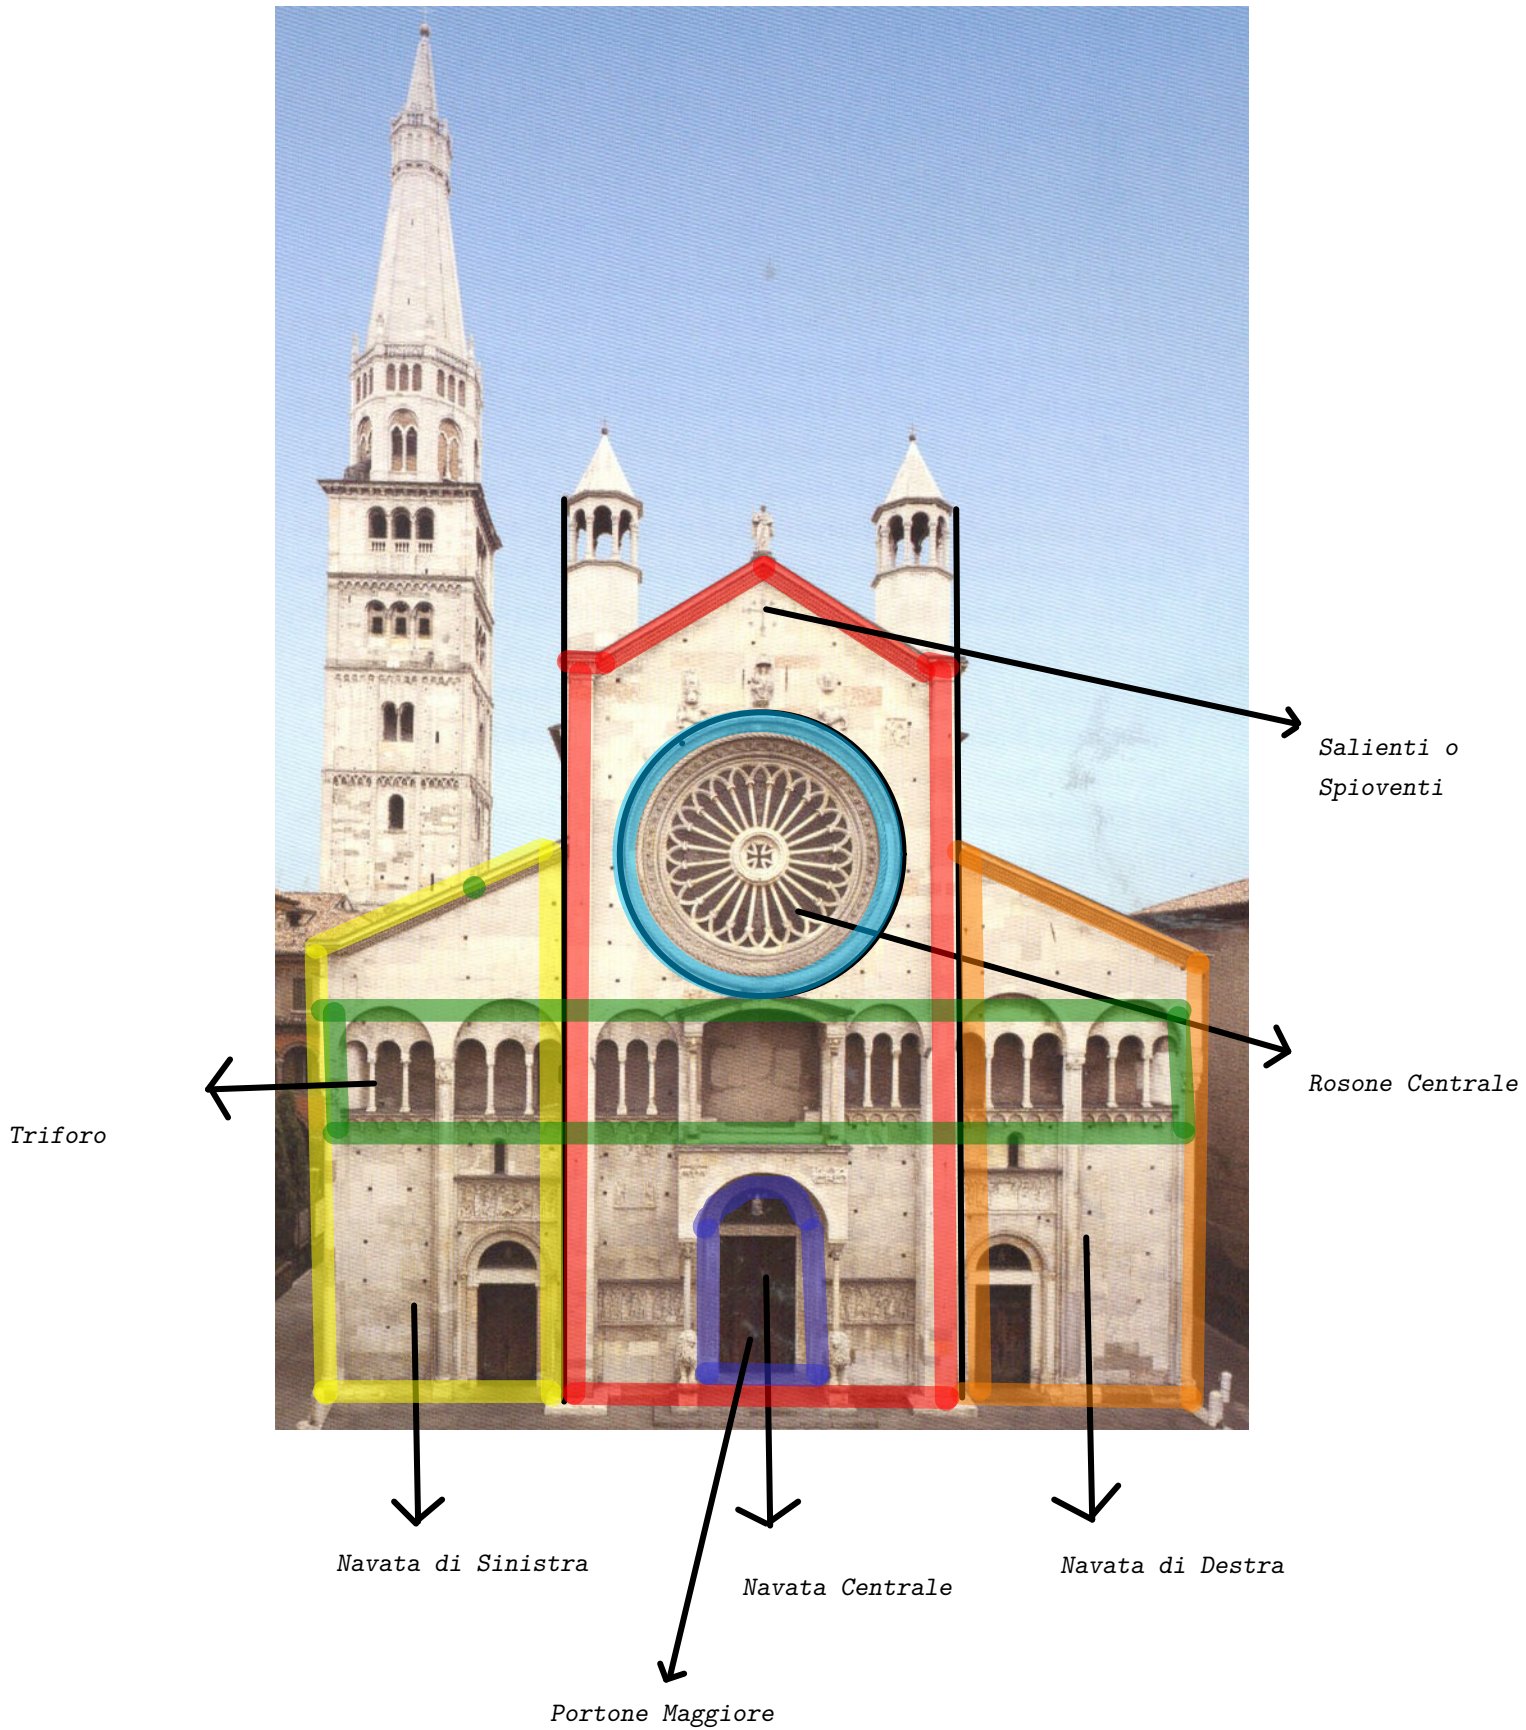 Salienti o
Spioventi
Rosone Centrale
Triforo
Navata di Sinistra
Navata Centrale
Navata di Destra
Portone Maggiore